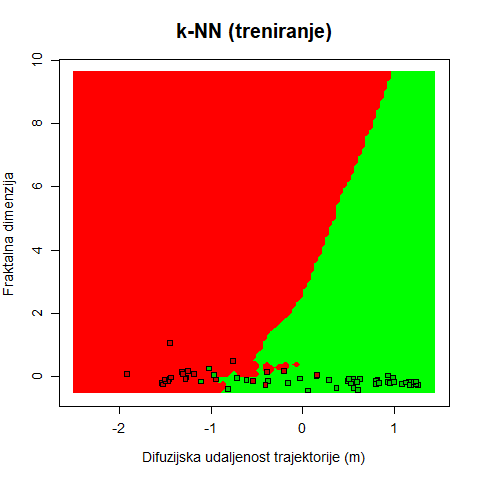 k-NN (treniranje)
10
8
6
4
2
0
Fraktalna dimenzija
-2 -1 0 1
Difuzijska udaljenost trajektorije (m)